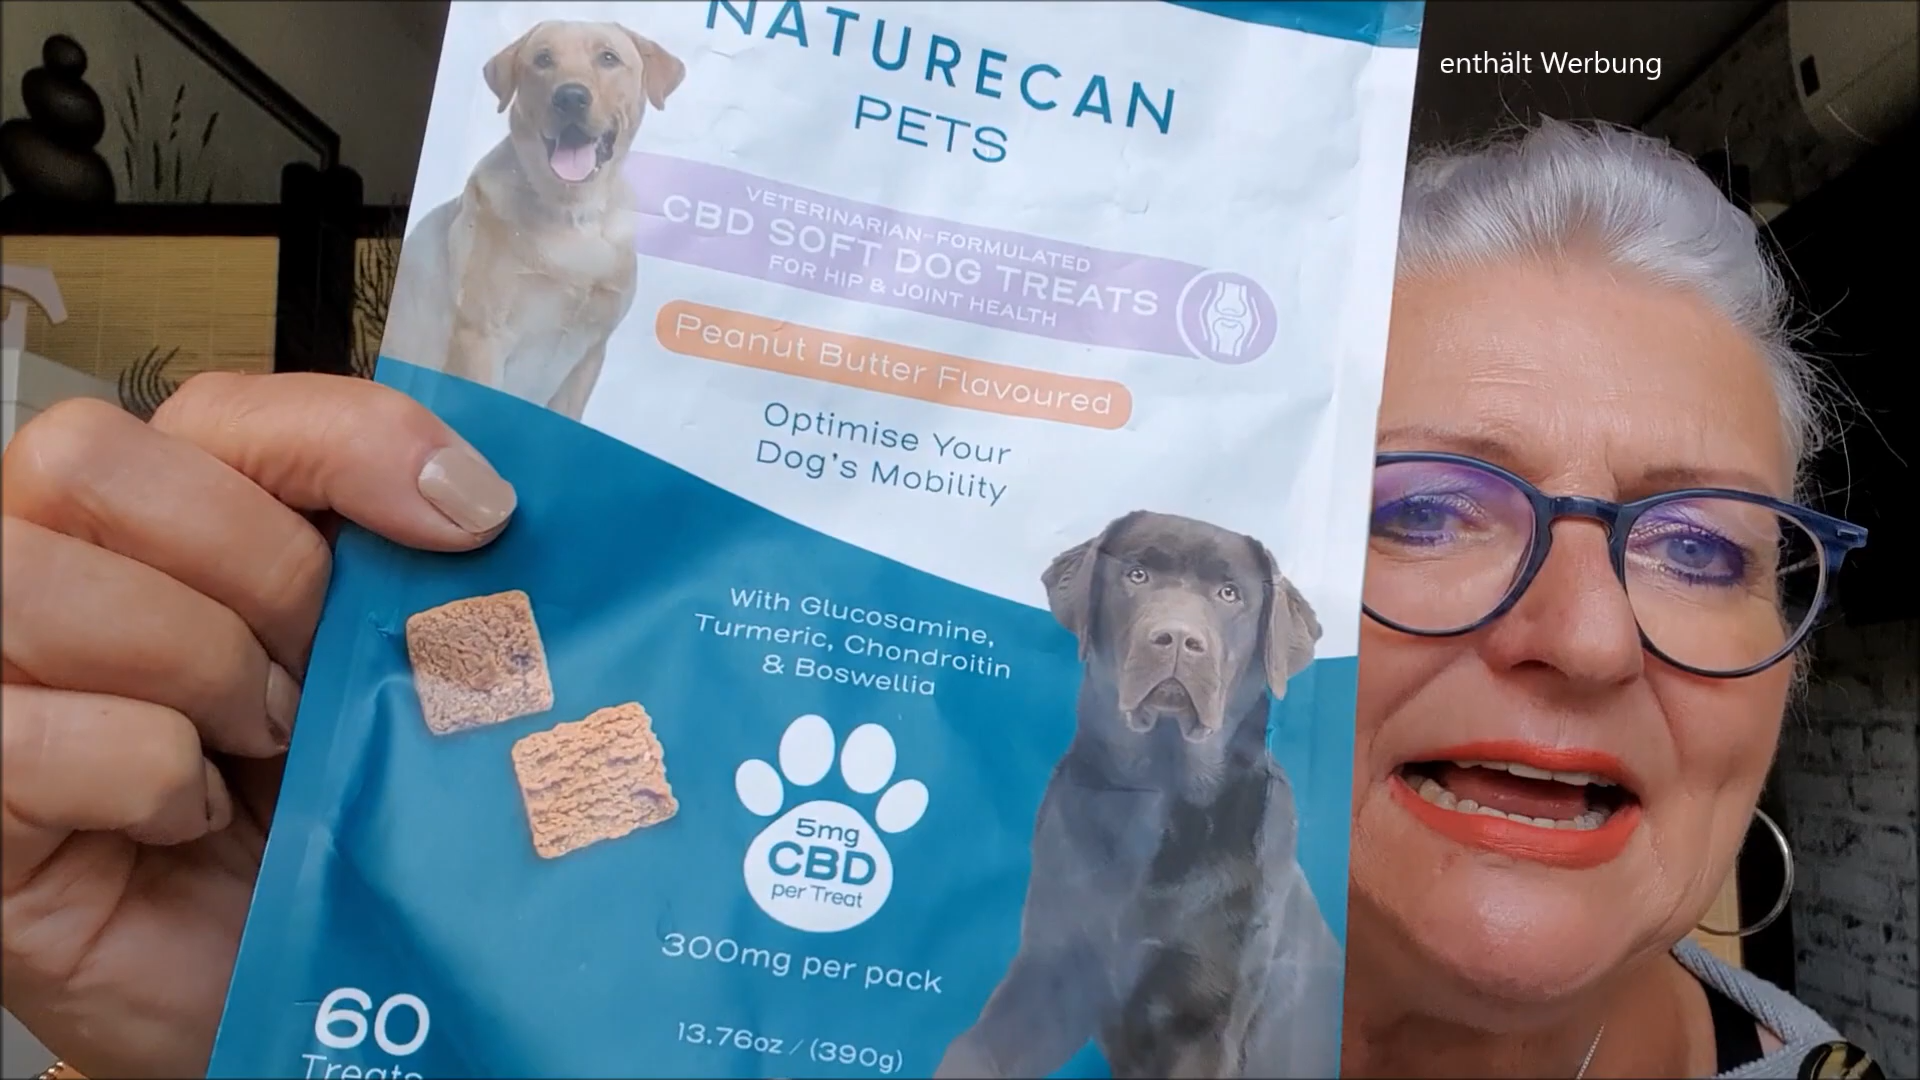 NATURECAN
PETS
enthält Werbung
VETERINARIAN-FORMULATED
CBD SOFT DOG TREATS
FOR HIP & JOINT HEALTH
Peanut Butter Flavoured
Optimise Your
Dog's Mobility
With Glucosamine,
Turmeric, Chondroitin
& Boswellia
5mg
CBD
per Treat
300mg per pack
60
Treats
13.76oz / (390g)